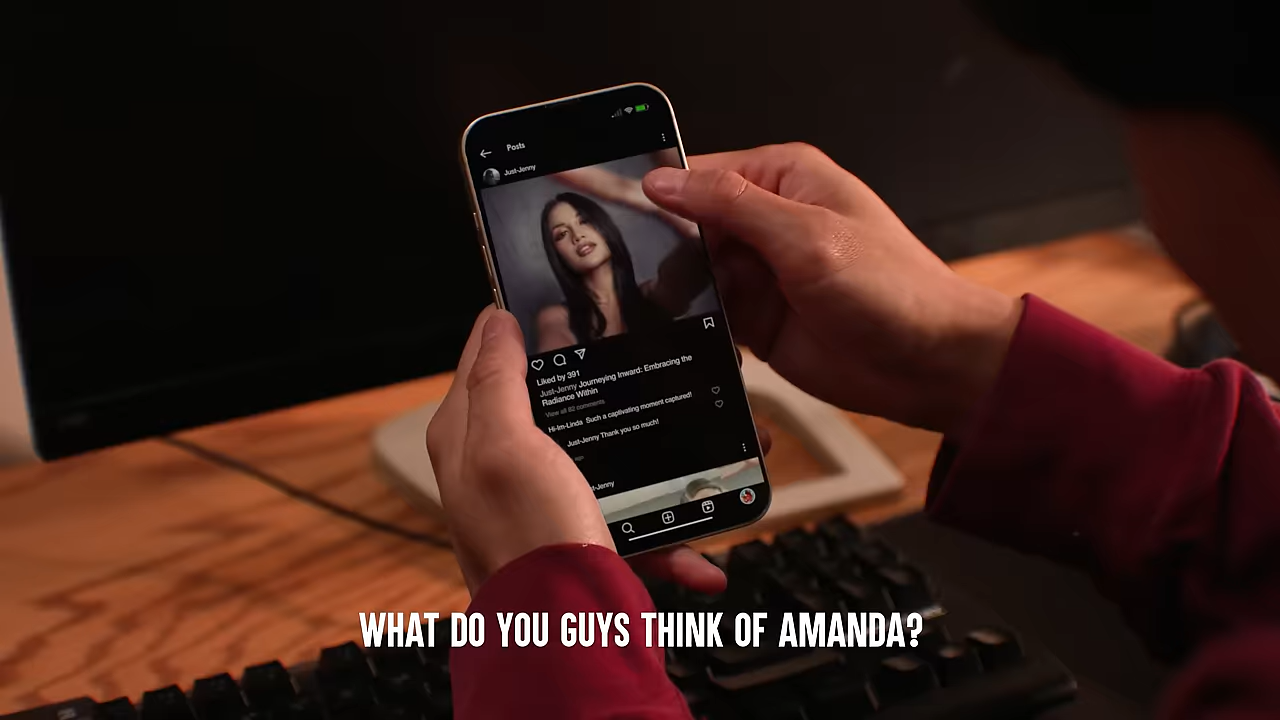 Posts
Just-Jenny
Liked by 391
Just-Jenny Journeying Inward: Embracing the
Radiance Within
View all 82 comments
Hi-Im-Linda Such a captivating moment captured!
Just-Jenny Thank you so much!
ago
t-Jenny
WHAT DO YOU GUYS THINK OF AMANDA?